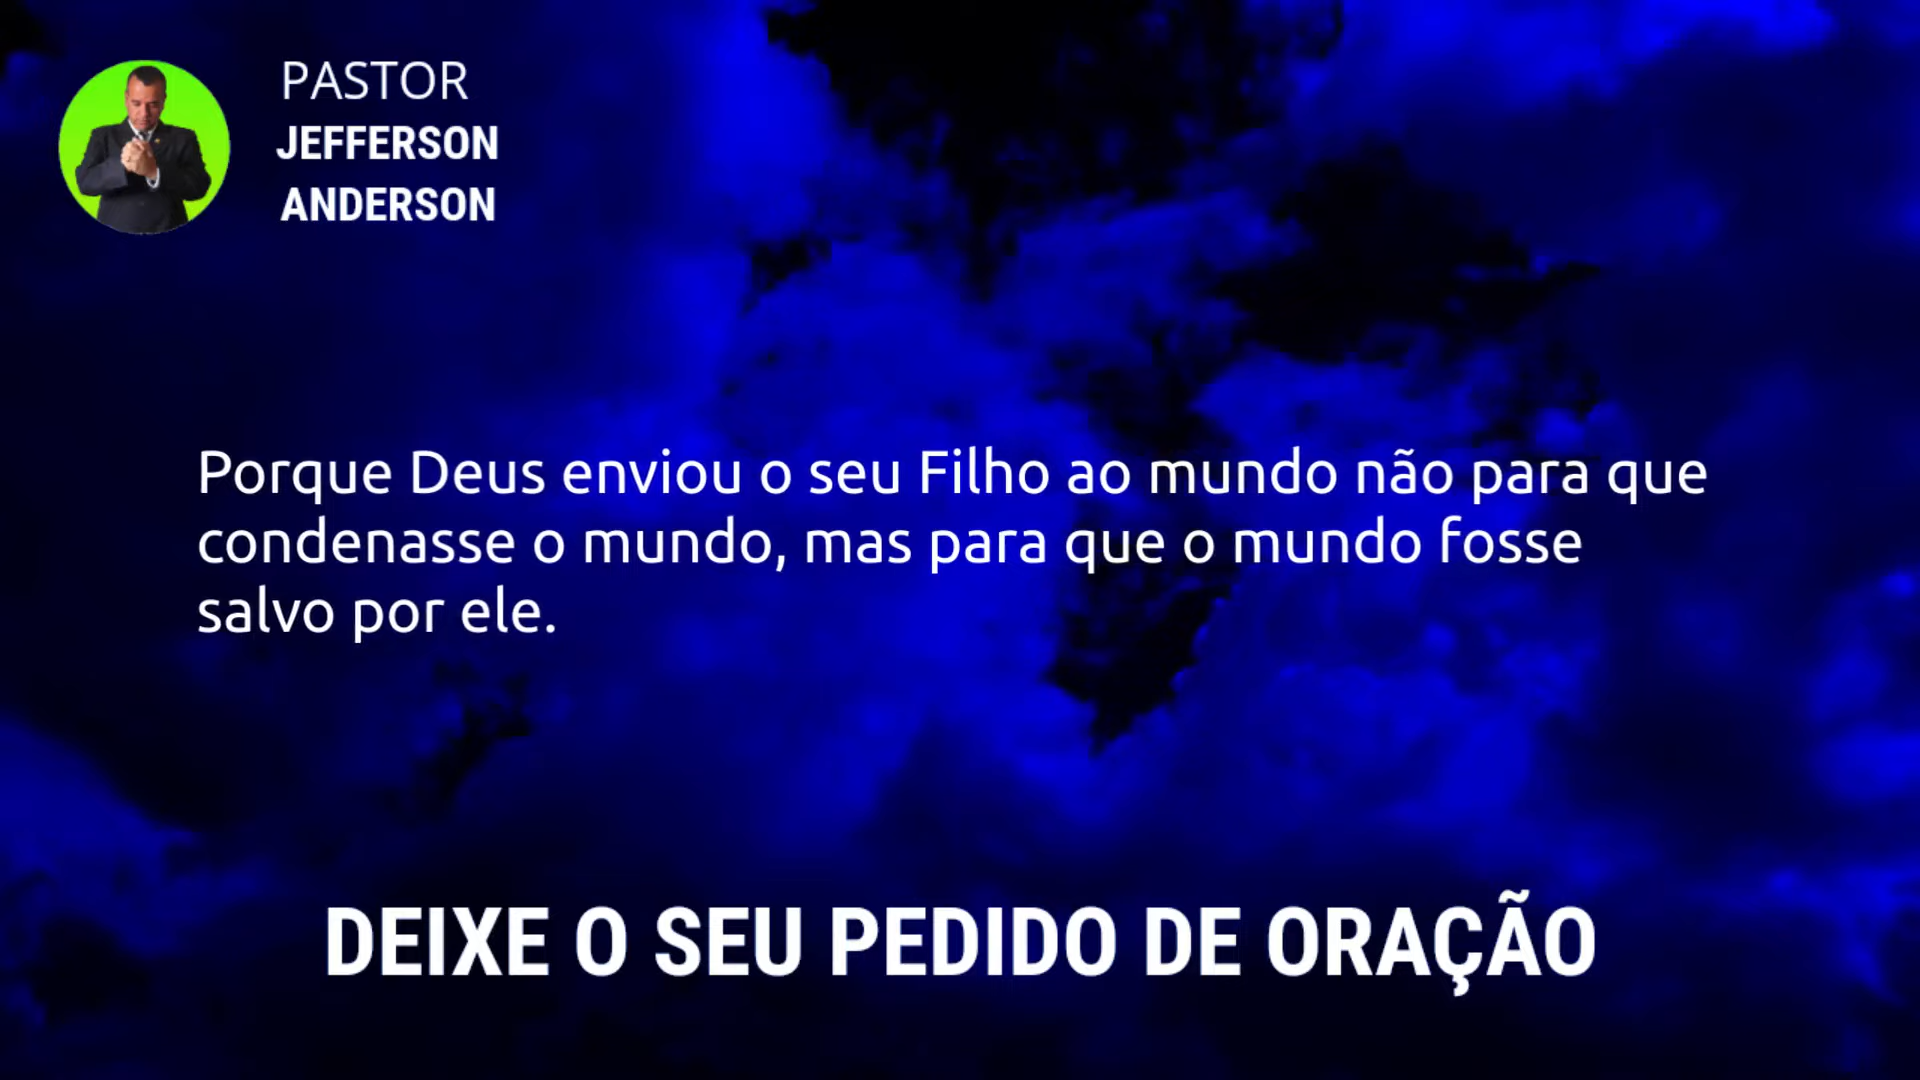 PASTOR
JEFFERSON
ANDERSON
Porque Deus enviou o seu Filho ao mundo não para que
condenasse o mundo, mas para que o mundo fosse
salvo por ele.
DEIXE O SEU PEDIDO DE ORAÇÃO